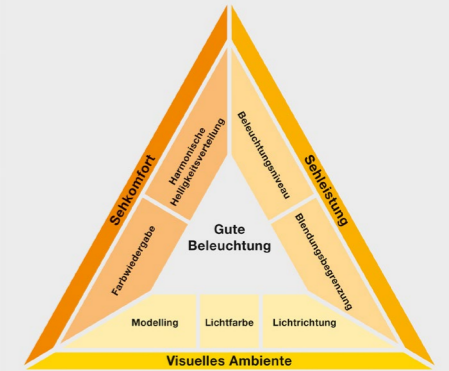 Sehkomfort
Harmonische
Helligkeitsverteilung
Farbwiedergabe
Beleuchtungsniveau
Sehleistung
Blendungsbegrenzung
Gute
Beleuchtung
Modelling
Lichtfarbe
Lichtrichtung
Visuelles Ambiente